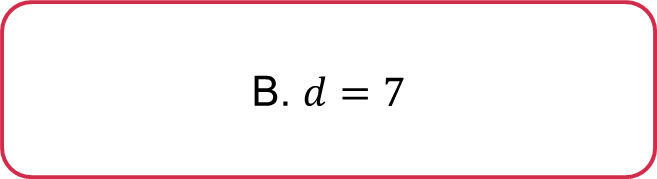 B. d = 7